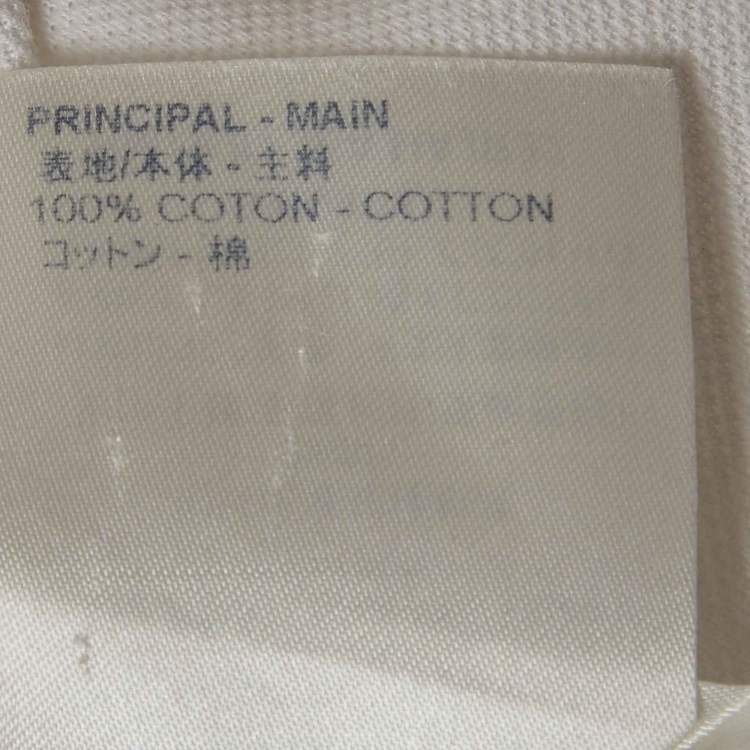 PRINCIPAL - MAIN
表地/本体 - 主料
100% COTON - COTTON
コットン - 棉